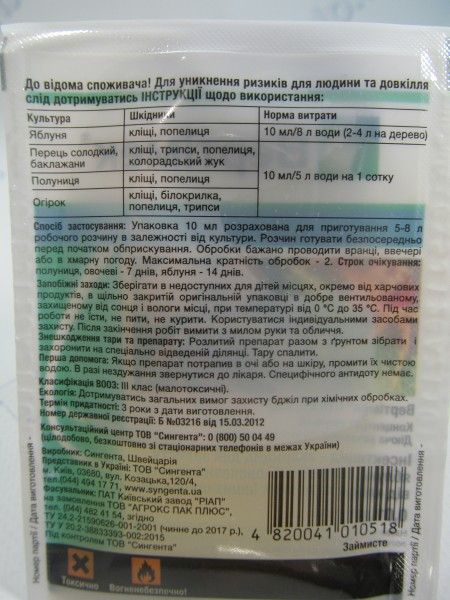 До відома споживача! Для уникнення ризиків для людини та довкілля
слід дотримуватись ІНСТРУКЦІЇ щодо використання:
Культура Шкідники Норма витрати
Яблуня кліщі, попелиця 10 мл/8 л води (2-4 л на дерево)
Перець солодкий, баклажани кліщі, трипси, попелиця, колорадський жук
Полуниця кліщі, попелиця 10 мл/5 л води на 1 сотку
Огірок кліщі, білокрилка, попелиця, трипси
Спосіб застосування: Упаковка 10 мл розрахована для приготування 5-8 л
робочого розчину в залежності від культури. Розчин готувати безпосередньо
перед початком обприскування. Обробки бажано проводити вранці, ввечері
або в хмарну погоду. Максимальна кратність обробок - 2. Строк очікування:
полуниця, овочеві - 7 днів, яблуня - 14 днів.
Запобіжні заходи: Зберігати в недоступних для дітей місцях, окремо від харчових
продуктів, в щільно закритій оригінальній упаковці в добре вентильованому,
захищеному від сонця і вологи місці, при температурі від 0 °С до 35 °С. Під час
роботи не їсти, не пити, не курити. Користуватися індивідуальними засобами
захисту. Після закінчення робіт вимити з милом руки та обличчя.
Знешкодження тари та препарату: Розлитий препарат разом з ґрунтом зібрати і
захоронити на спеціально відведеній ділянці. Тару спалити.
Перша допомога: Якщо препарат потрапив в очі або на шкіру, промити їх чистою
водою. В разі нездужання звернутися до лікаря. Специфічного антидоту немає.
Класифікація ВООЗ: III клас (малотоксичні).
Екологія: Дотримуватись загальних вимог захисту бджіл при хімічних обробках.
Термін придатності: 3 роки з дати виготовлення.
Номер державної реєстрації: Б №03216 від 15.03.2012
Консультаційний центр ТОВ "Сингента": 0 (800) 50 04 49
(цілодобово, безкоштовно зі стаціонарних телефонів в межах України)
Виробник: Сингента, Швейцарія
Представник в Україні: ТОВ "Сингента"
м. Київ, 03680, вул. Козацька,120/4,
тел.(044) 494 17 71, www.syngenta.ua
Фасувальник: ПАТ Київський завод "РІАП"
на замовлення ТОВ "АГРОКС ПАК ПЛЮС",
тел. (044) 462 41 54, згідно
ТУ 24.2-21590626-001-2001 (чинне до 2017 р.),
ТУ 20.2-38833393-002-2015
Під контролем ТОВ "Сингента"
4 820041 010518
Займисте
Токсично Вогненебезпечно!
Номер партії / Дата виготовлення -
Номер партії / Дата виготовлення -